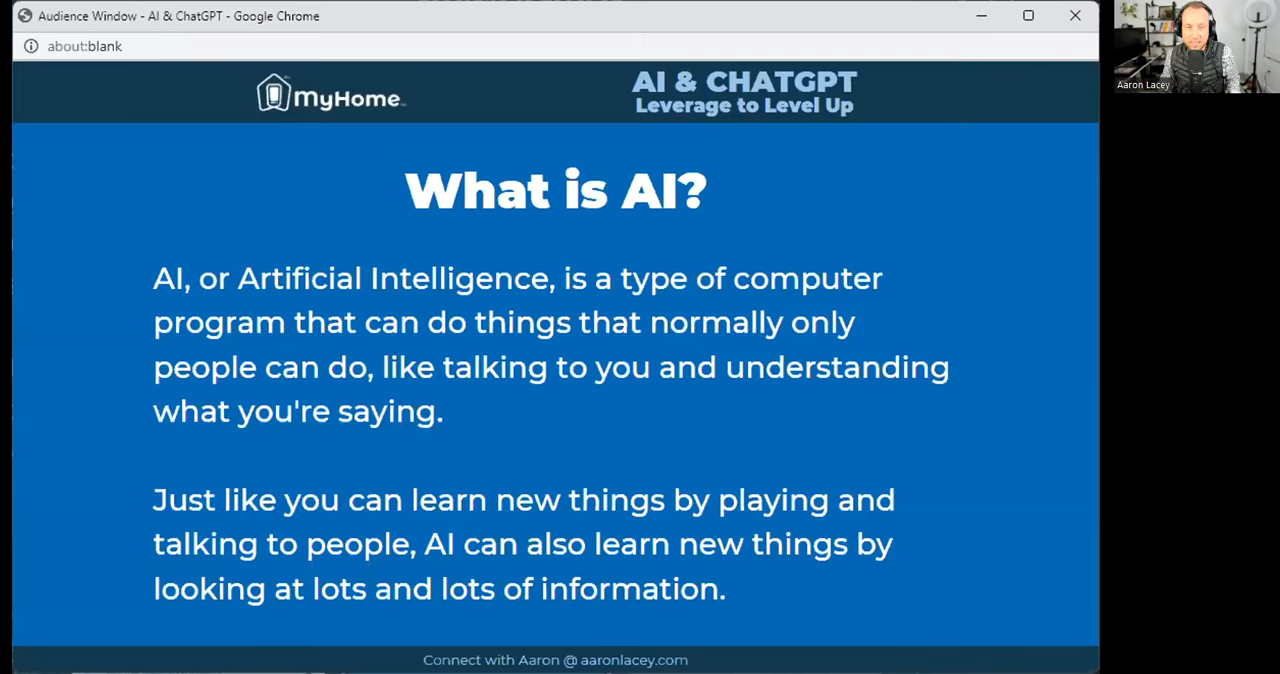 Audience Window - AI & ChatGPT - Google Chrome
about:blank
MyHome
AI & CHATGPT
Leverage to Level Up
What is AI?
AI, or Artificial Intelligence, is a type of computer
program that can do things that normally only
people can do, like talking to you and understanding
what you're saying.
Just like you can learn new things by playing and
talking to people, AI can also learn new things by
looking at lots and lots of information.
Connect with Aaron @ aaronlacey.com
Aaron Lacey